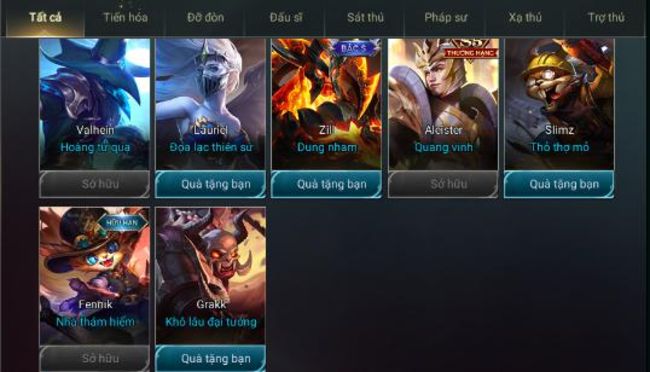 Tất cả Tiến hóa Đỡ đòn Đấu sĩ Sát thủ Pháp sư Xạ thủ Trợ thủ
BẬC S
S5
THƯƠNG HẠNG
Valhein Lauriel Zill Aleister Slimz
Hoàng tử quạ Đọa lạc thiên sứ Dung nham Quang vinh Thỏ thợ mỏ
Sở hữu Quà tặng bạn Quà tặng bạn Sở hữu Quà tặng bạn
HỮU HẠN
Fennik Grakk
Nhà thám hiểm Khô lâu đại tướng
Sở hữu Quà tặng bạn